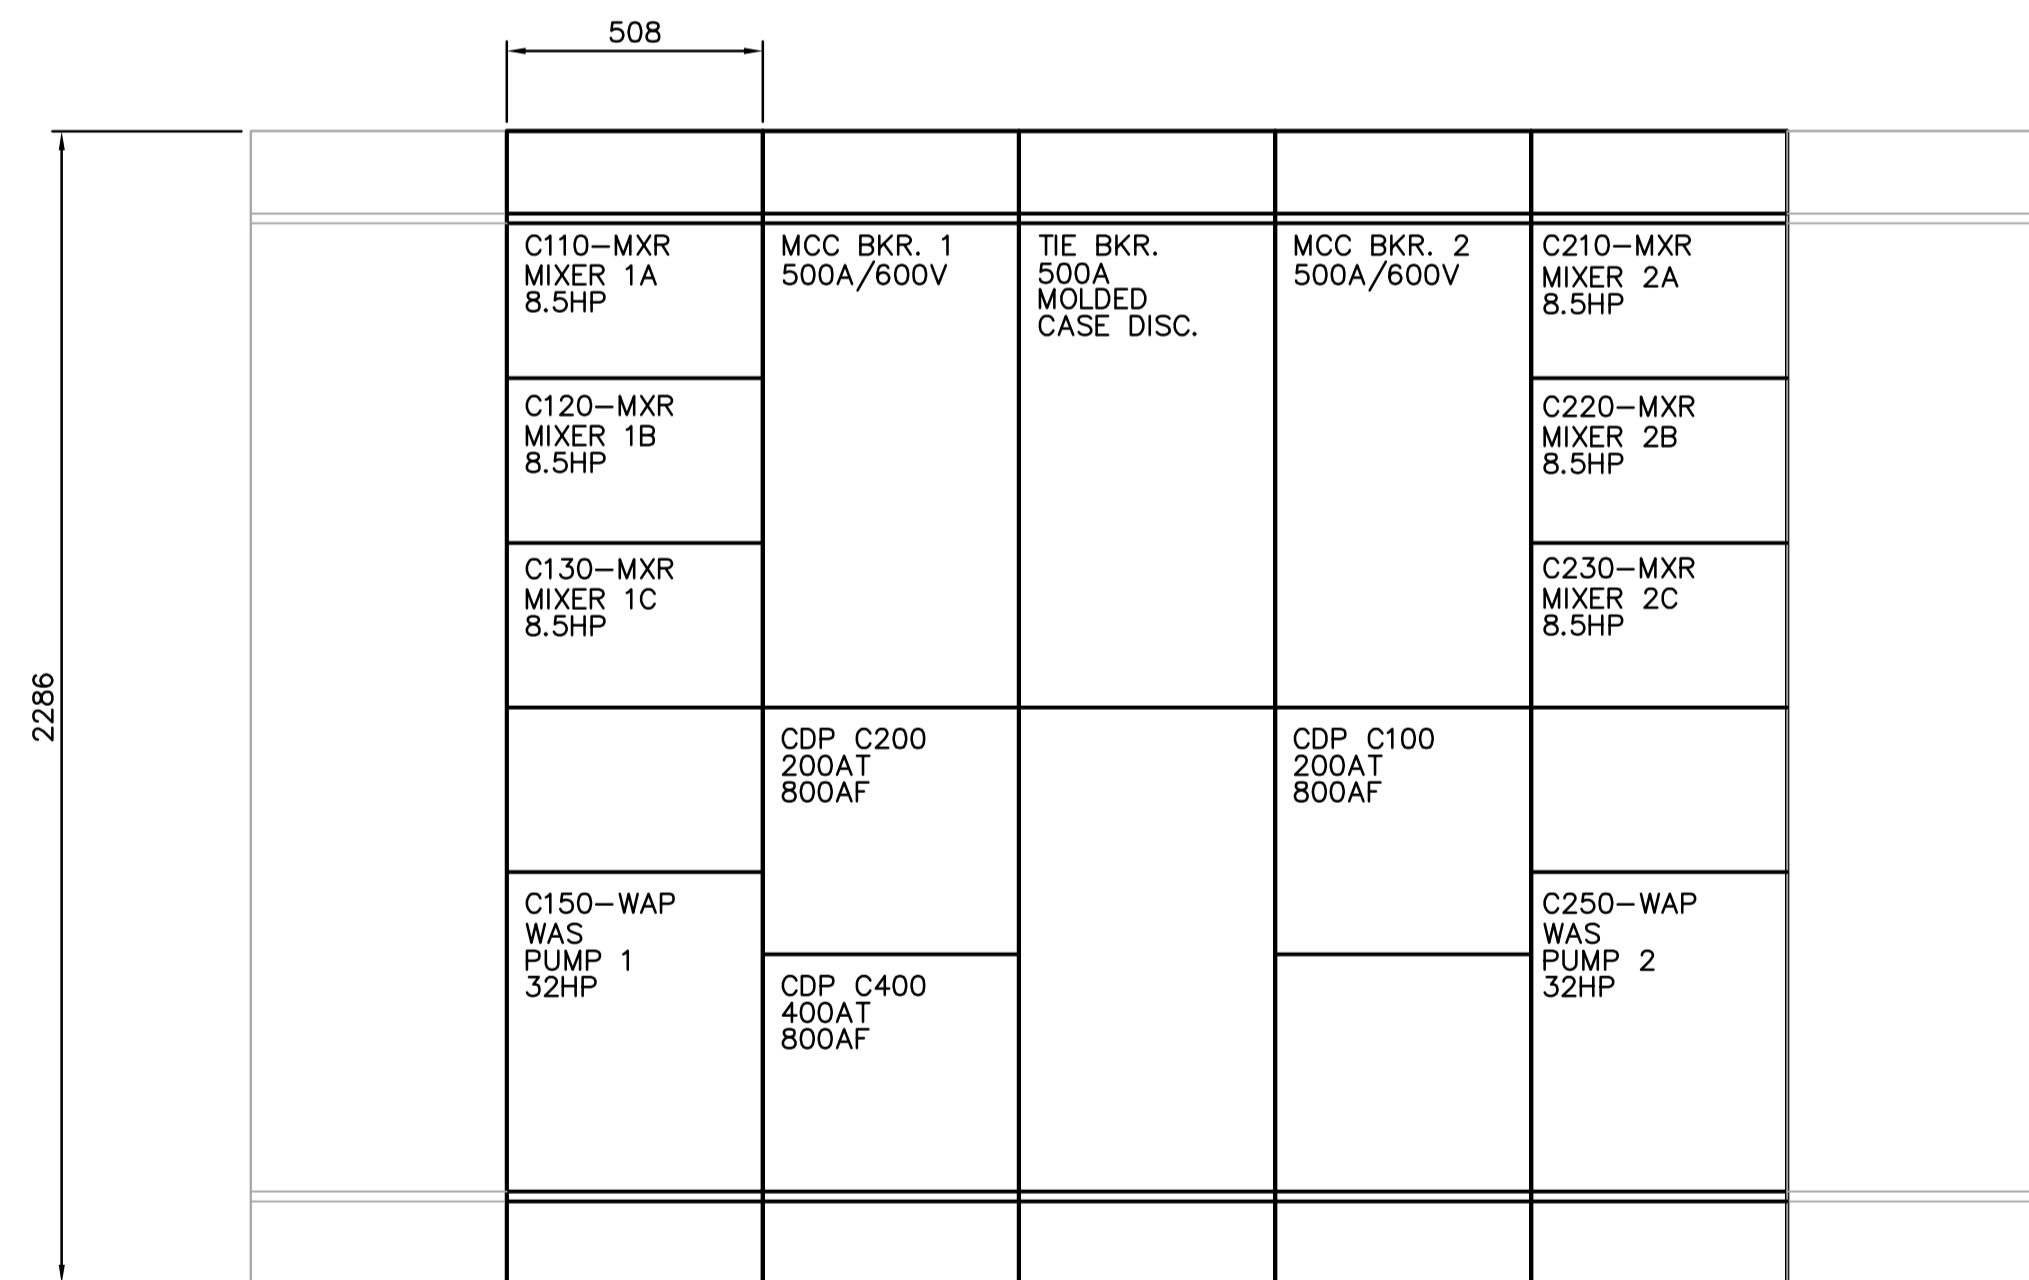 508
2286
C110-MXR
MIXER 1A
8.5HP
MCC BKR. 1
500A/600V
TIE BKR.
500A
MOLDED
CASE DISC.
MCC BKR. 2
500A/600V
C210-MXR
MIXER 2A
8.5HP
C120-MXR
MIXER 1B
8.5HP
C220-MXR
MIXER 2B
8.5HP
C130-MXR
MIXER 1C
8.5HP
C230-MXR
MIXER 2C
8.5HP
CDP C200
200AT
800AF
CDP C100
200AT
800AF
C150-WAP
WAS
PUMP 1
32HP
CDP C400
400AT
800AF
C250-WAP
WAS
PUMP 2
32HP